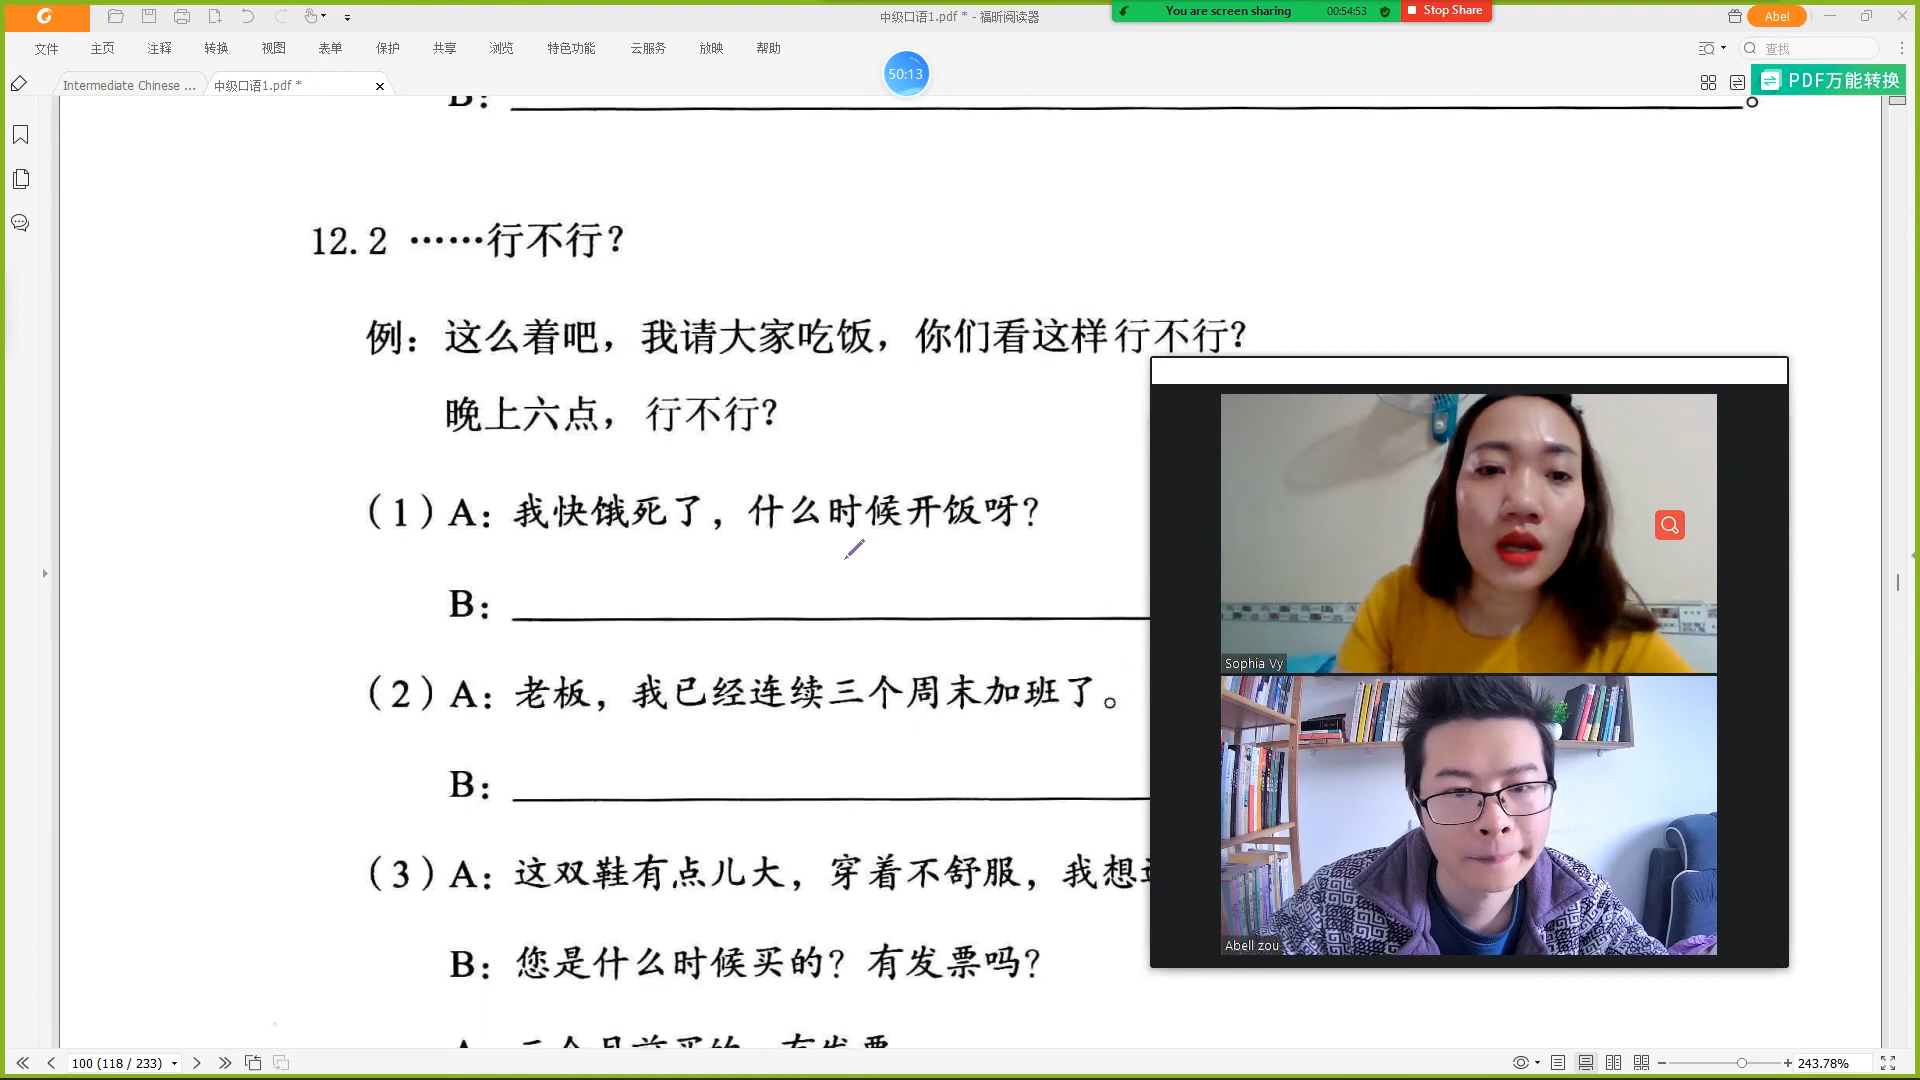 中级口语1.pdf * - 福昕阅读器
You are screen sharing
00:54:53
Stop Share
Abel
文件 主页 注释 转换 视图 表单 保护 共享 浏览 特色功能 云服务 放映 帮助
查找
50:13
Intermediate Chinese ...
中级口语1.pdf *
PDF万能转换
B: 。
12.2 ……行不行？
例：这么着吧，我请大家吃饭，你们看这样行不行？
晚上六点，行不行？
（1）A：我快饿死了，什么时候开饭呀？
B：
（2）A：老板，我已经连续三个周末加班了。
B：
（3）A：这双鞋有点儿大，穿着不舒服，我想
B：您是什么时候买的？有发票吗？
Sophia Vy
Abell zou
100 (118 / 233)
243.78%